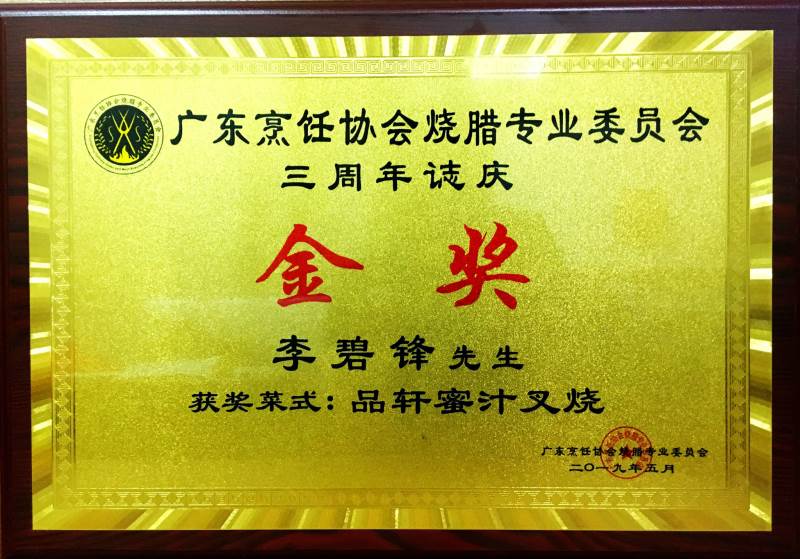 广东烹饪协会烧腊专业委员会
三周年誌庆
金奖
李碧锋先生
获奖菜式：品轩蜜汁叉烧
广东烹饪协会烧腊专业委员会
二〇一九年五月